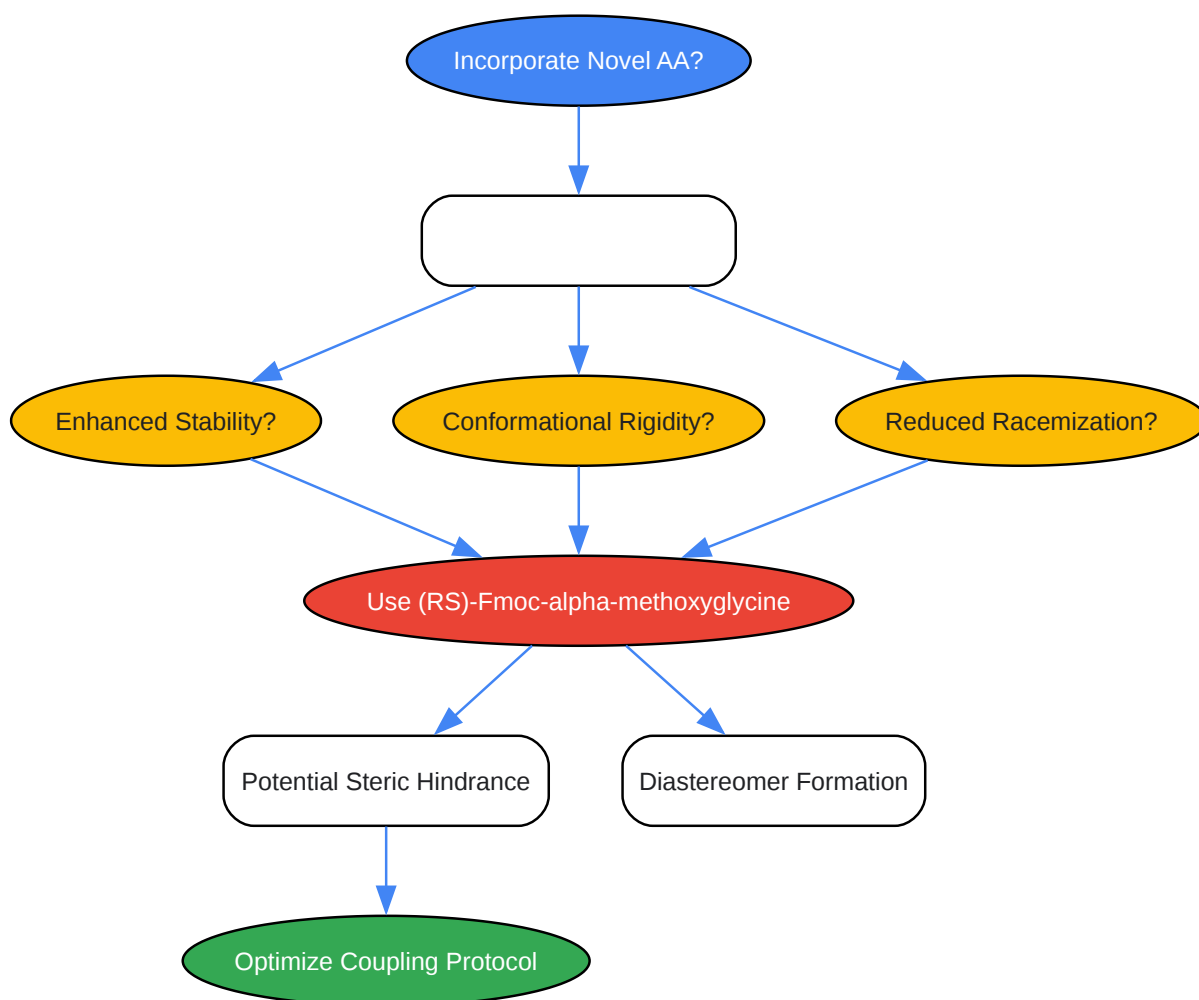 Incorporate Novel AA?
Enhanced Stability?
Conformational Rigidity?
Reduced Racemization?
Use (RS)-Fmoc-alpha-methoxyglycine
Potential Steric Hindrance
Diastereomer Formation
Optimize Coupling Protocol